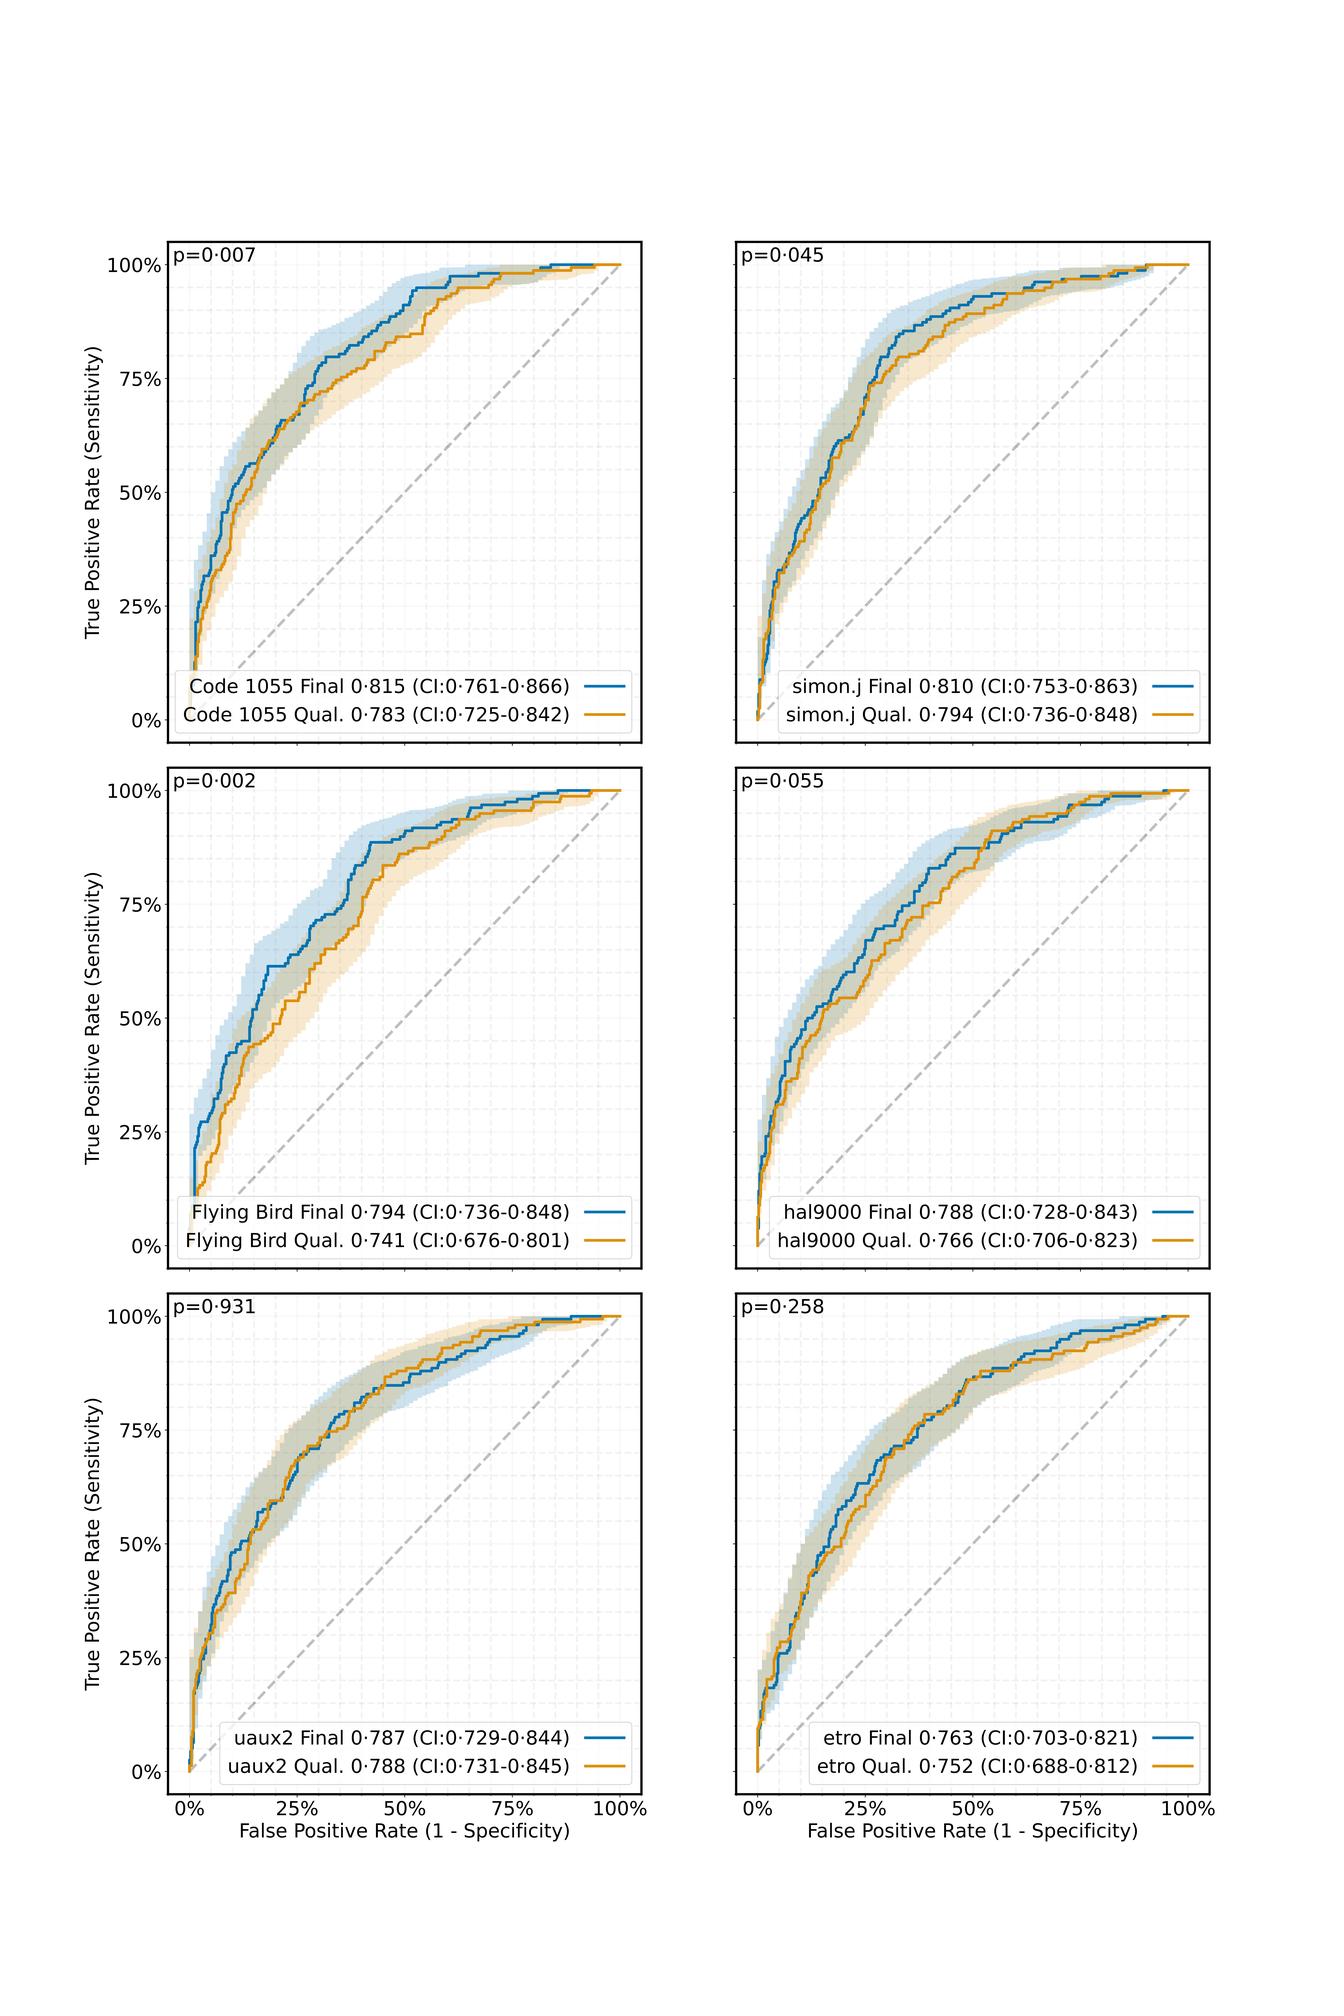 p=0·007
100%
75%
50%
25%
0%
True Positive Rate (Sensitivity)
Code 1055 Final 0·815 (CI:0·761-0·866)
Code 1055 Qual. 0·783 (CI:0·725-0·842)
p=0·045
simon.j Final 0·810 (CI:0·753-0·863)
simon.j Qual. 0·794 (CI:0·736-0·848)
p=0·002
100%
75%
50%
25%
0%
True Positive Rate (Sensitivity)
Flying Bird Final 0·794 (CI:0·736-0·848)
Flying Bird Qual. 0·741 (CI:0·676-0·801)
p=0·055
hal9000 Final 0·788 (CI:0·728-0·843)
hal9000 Qual. 0·766 (CI:0·706-0·823)
p=0·931
100%
75%
50%
25%
0%
True Positive Rate (Sensitivity)
uaux2 Final 0·787 (CI:0·729-0·844)
uaux2 Qual. 0·788 (CI:0·731-0·845)
0% 25% 50% 75% 100%
False Positive Rate (1 - Specificity)
p=0·258
etro Final 0·763 (CI:0·703-0·821)
etro Qual. 0·752 (CI:0·688-0·812)
0% 25% 50% 75% 100%
False Positive Rate (1 - Specificity)